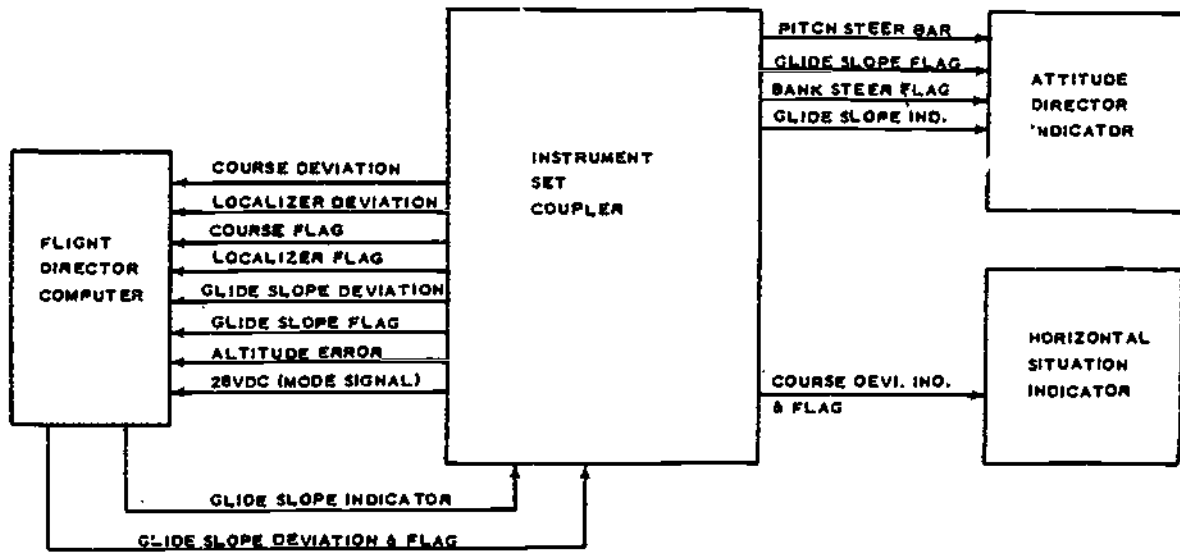 PITCH STEER BAR
GLIDE SLOPE FLAG
BANK STEER FLAG
GLIDE SLOPE IND.
ATTITUDE
DIRECTOR
INDICATOR
INSTRUMENT
SET
COUPLER
COURSE DEVIATION
LOCALIZER DEVIATION
COURSE FLAG
LOCALIZER FLAG
GLIDE SLOPE DEVIATION
GLIDE SLOPE FLAG
ALTITUDE ERROR
28VDC (MODE SIGNAL)
FLIGHT
DIRECTOR
COMPUTER
HORIZONTAL
SITUATION
INDICATOR
COURSE DEVI. IND.
& FLAG
GLIDE SLOPE INDICATOR
GLIDE SLOPE DEVIATION & FLAG